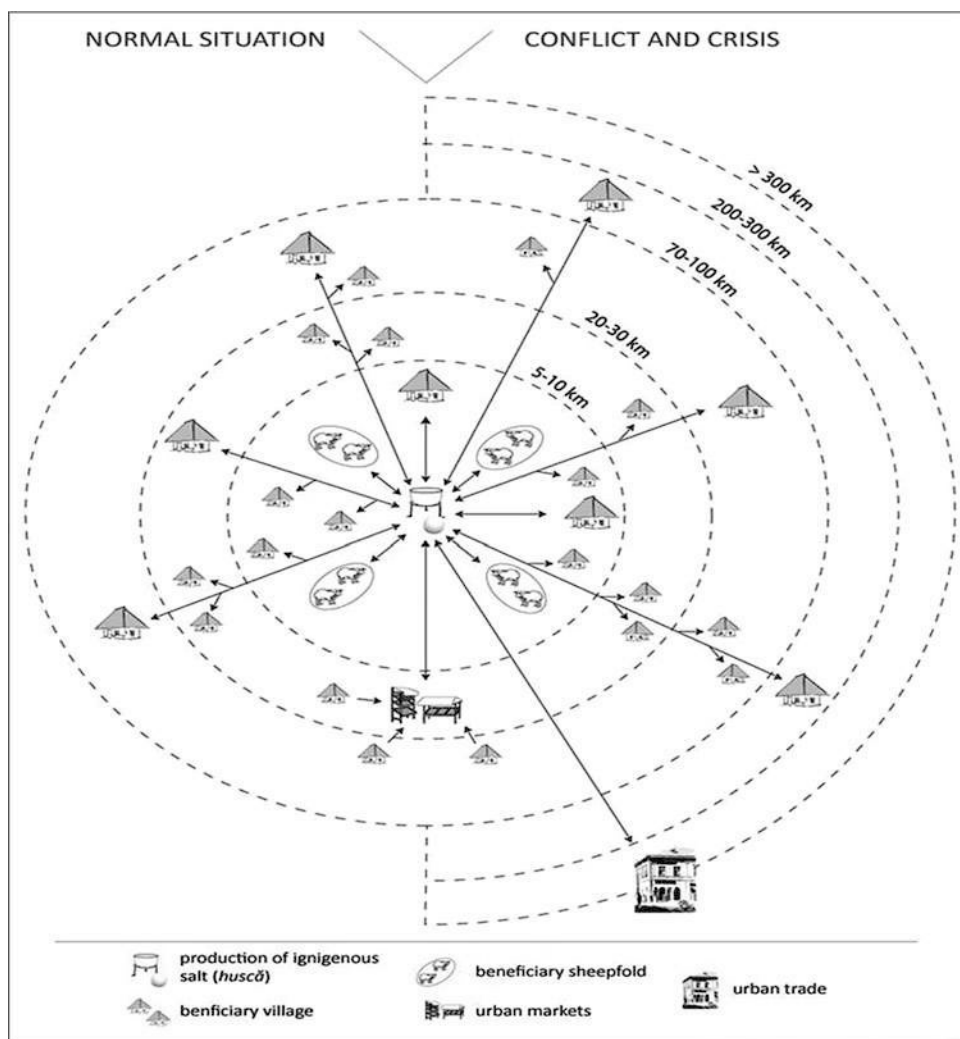 NORMAL SITUATION
CONFLICT AND CRISIS
> 300 km
200-300 km
70-100 km
20-30 km
5-10 km
production of ignigenous
salt (huscă)
benficiary village
beneficiary sheepfold
urban markets
urban trade